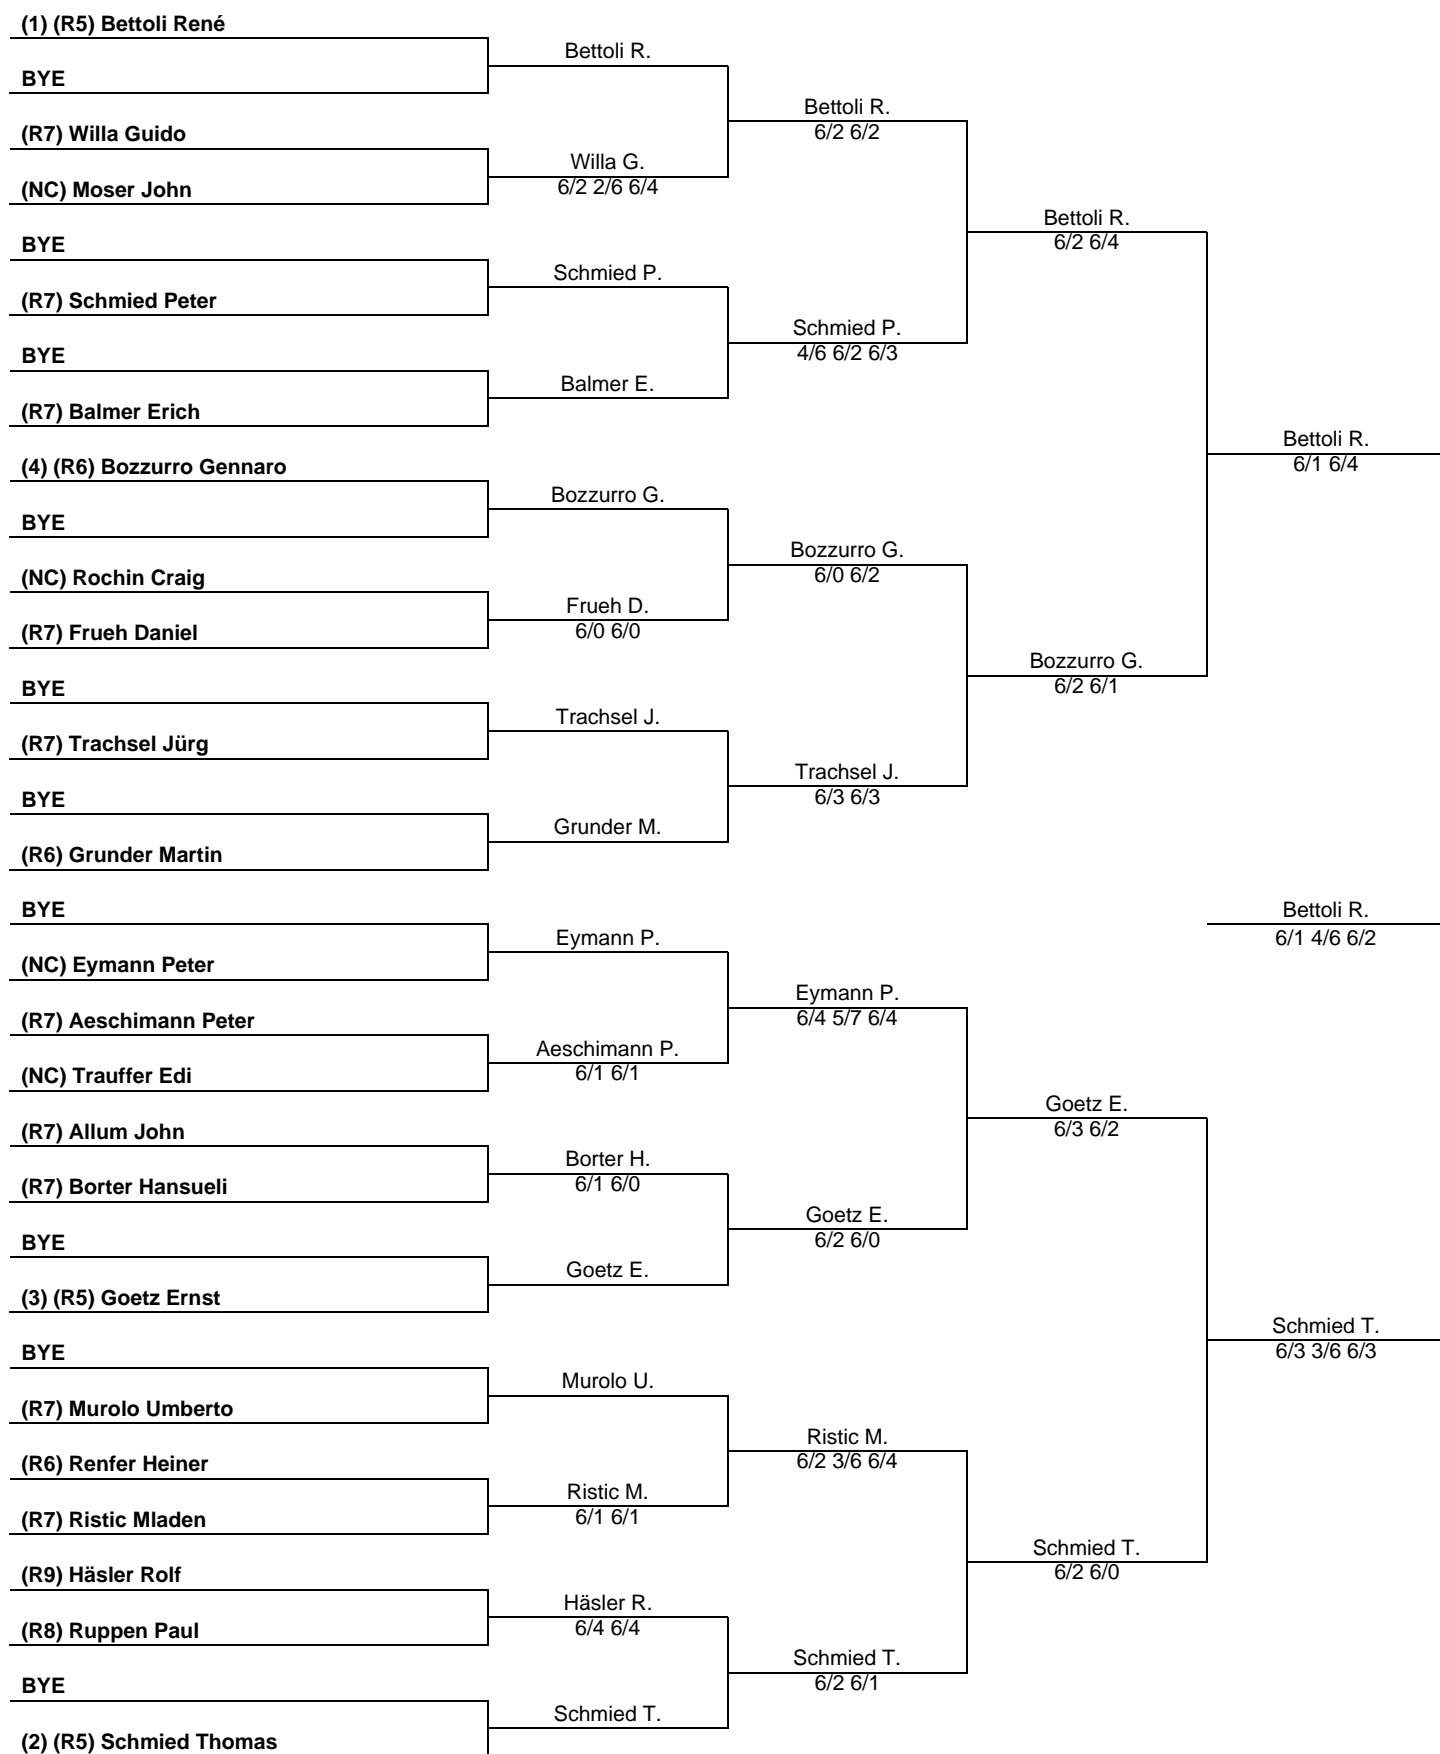 (1) (R5) Bettoli René
BYE
(R7) Willa Guido
(NC) Moser John
BYE
(R7) Schmied Peter
BYE
(R7) Balmer Erich
(4) (R6) Bozzurro Gennaro
BYE
(NC) Rochin Craig
(R7) Frueh Daniel
BYE
(R7) Trachsel Jürg
BYE
(R6) Grunder Martin
BYE
(NC) Eymann Peter
(R7) Aeschimann Peter
(NC) Trauffer Edi
(R7) Allum John
(R7) Borter Hansueli
BYE
(3) (R5) Goetz Ernst
BYE
(R7) Murolo Umberto
(R6) Renfer Heiner
(R7) Ristic Mladen
(R9) Häsler Rolf
(R8) Ruppen Paul
BYE
(2) (R5) Schmied Thomas
Bettoli R.
Willa G.
6/2 2/6 6/4
Schmied P.
Balmer E.
Bozzurro G.
Frueh D.
6/0 6/0
Trachsel J.
Grunder M.
Eymann P.
Aeschimann P.
6/1 6/1
Borter H.
6/1 6/0
Goetz E.
Murolo U.
Ristic M.
6/1 6/1
Häsler R.
6/4 6/4
Schmied T.
Bettoli R.
6/2 6/2
Schmied P.
4/6 6/2 6/3
Bozzurro G.
6/0 6/2
Trachsel J.
6/3 6/3
Eymann P.
6/4 5/7 6/4
Goetz E.
6/2 6/0
Ristic M.
6/2 3/6 6/4
Schmied T.
6/2 6/1
Bettoli R.
6/2 6/4
Bozzurro G.
6/2 6/1
Goetz E.
6/3 6/2
Schmied T.
6/2 6/0
Bettoli R.
6/1 6/4
Bettoli R.
6/1 4/6 6/2
Schmied T.
6/3 3/6 6/3